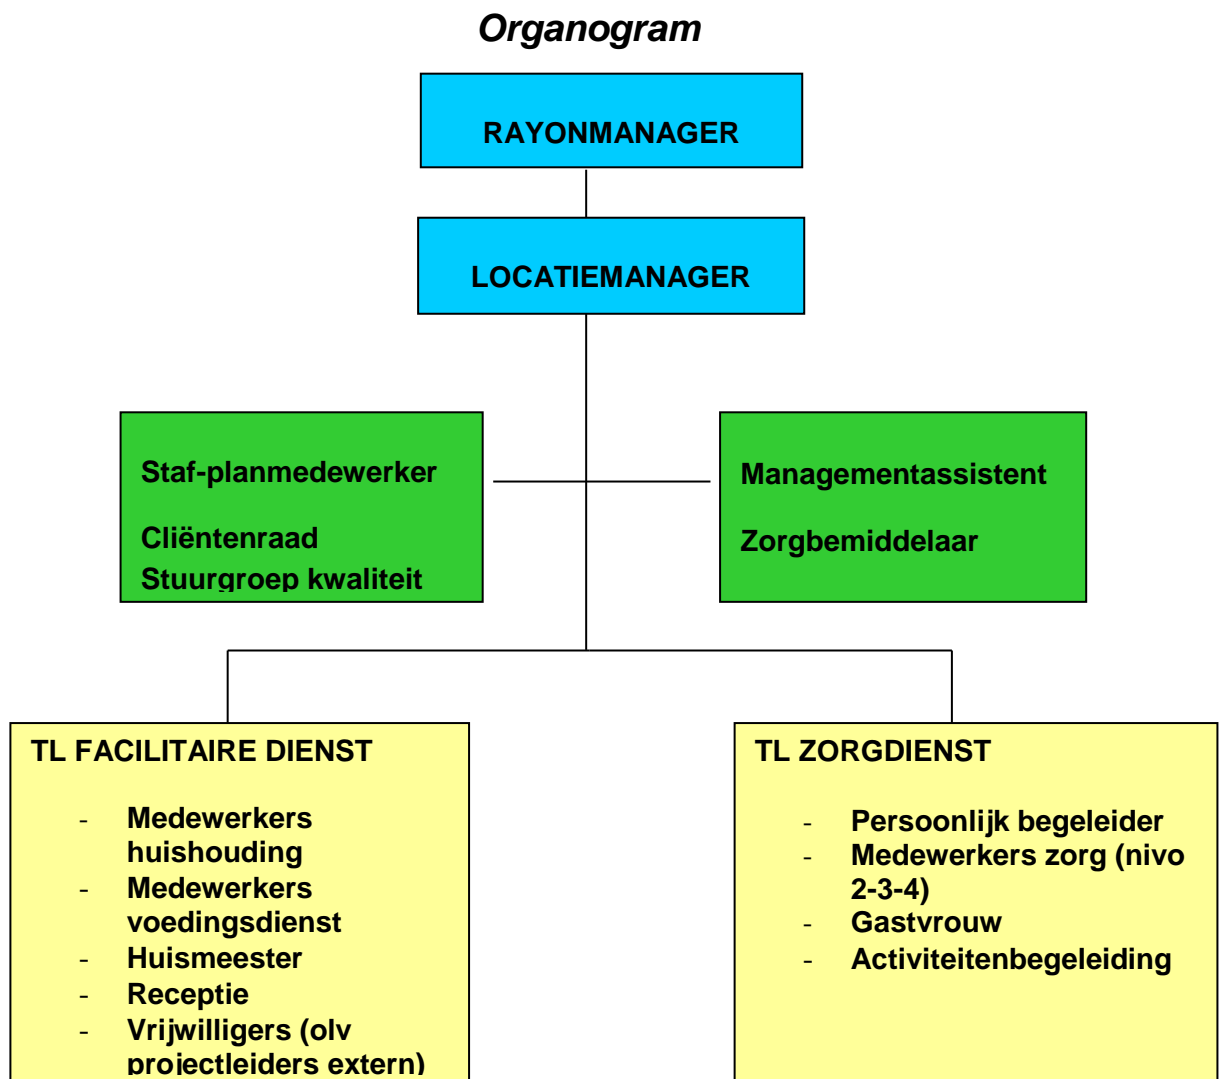 Organogram
RAYONMANAGER
LOCATIEMANAGER
Staf-planmedewerker
Cliëntenraad
Stuurgroep kwaliteit
Managementassistent
Zorgbemiddelaar
TL FACILITAIRE DIENST
- Medewerkers
huishouding
- Medewerkers
voedingsdienst
- Huismeester
- Receptie
- Vrijwilligers (olv
projectleiders extern)
TL ZORGDIENST
- Persoonlijk begeleider
- Medewerkers zorg (nivo
2-3-4)
- Gastvrouw
- Activiteitenbegeleiding